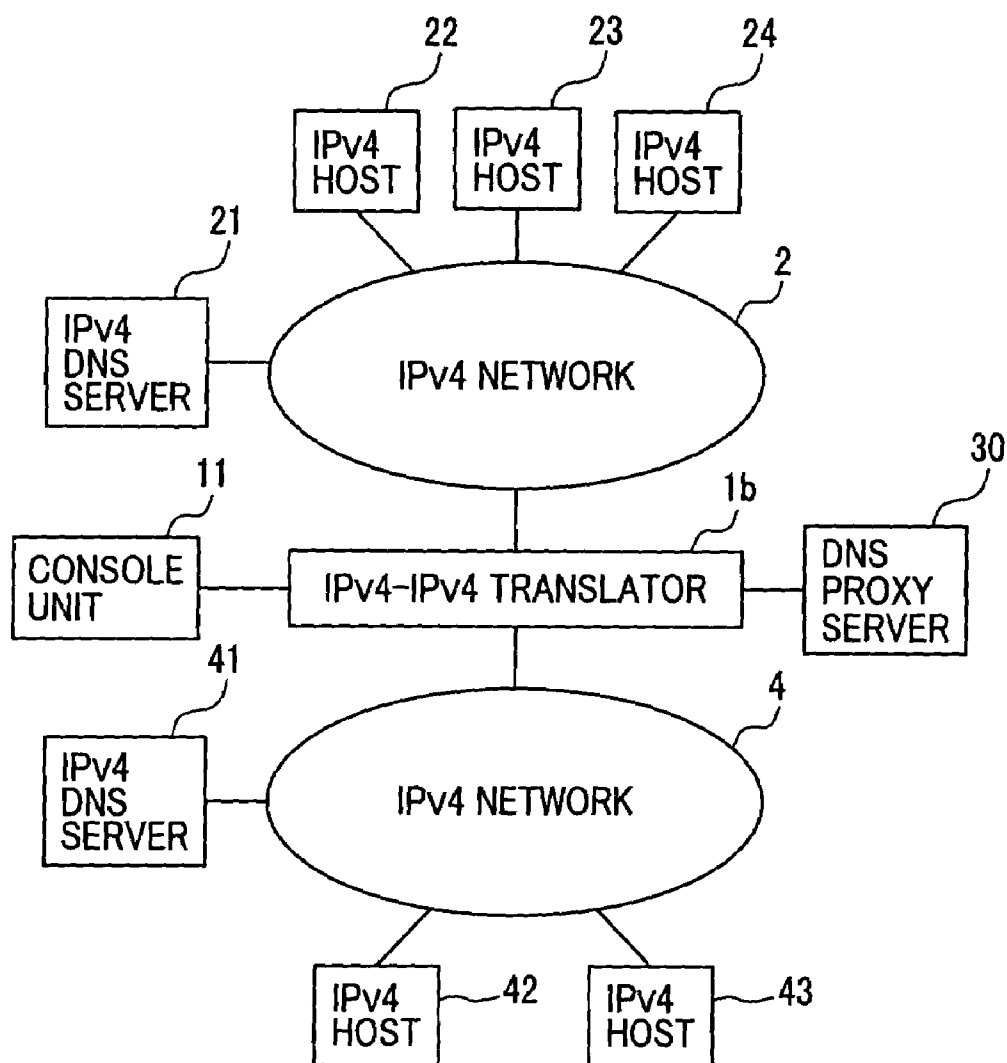 22
23
24
IPv4
HOST
IPv4
HOST
IPv4
HOST
21
2
IPv4
DNS
SERVER
IPv4 NETWORK
11
1b
30
CONSOLE
UNIT
IPv4-IPv4 TRANSLATOR
DNS
PROXY
SERVER
41
4
IPv4
DNS
SERVER
IPv4 NETWORK
IPv4
HOST
42
IPv4
HOST
43